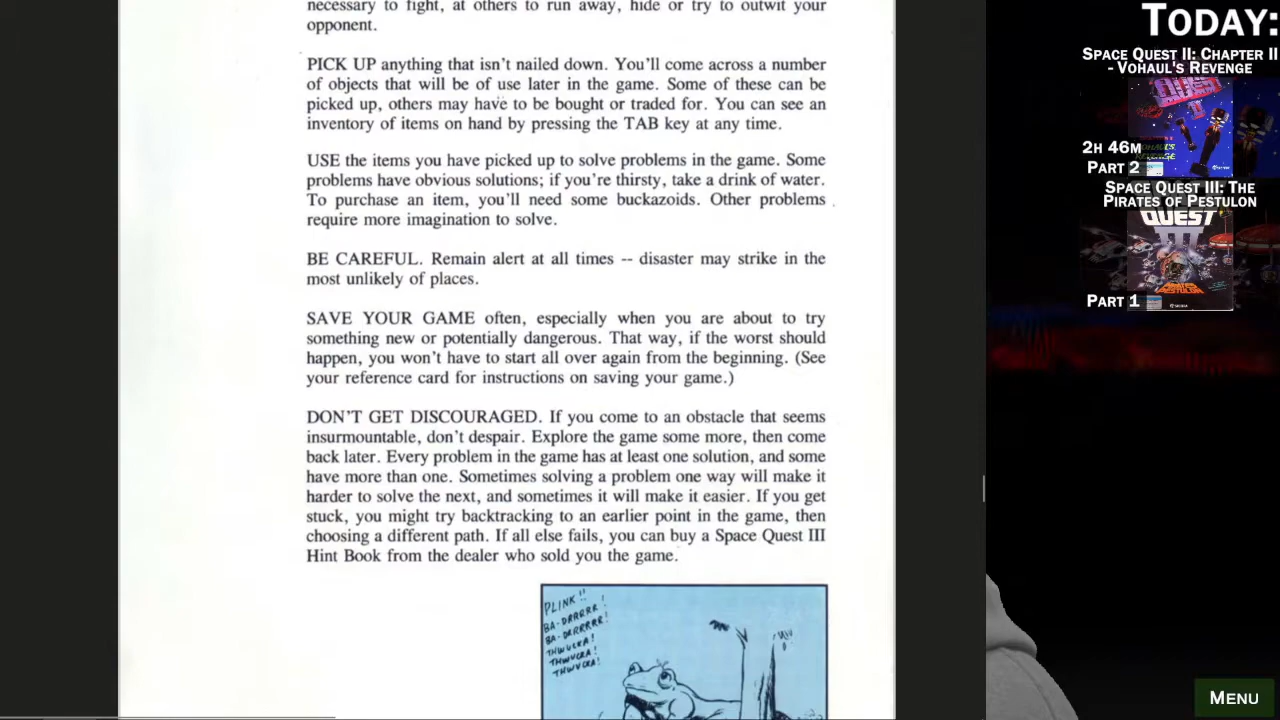 necessary to fight, at others to run away, hide or try to outwit your
opponent.
PICK UP anything that isn't nailed down. You'll come across a number
of objects that will be of use later in the game. Some of these can be
picked up, others may have to be bought or traded for. You can see an
inventory of items on hand by pressing the TAB key at any time.
USE the items you have picked up to solve problems in the game. Some
problems have obvious solutions; if you're thirsty, take a drink of water.
To purchase an item, you'll need some buckazoids. Other problems
require more imagination to solve.
BE CAREFUL. Remain alert at all times -- disaster may strike in the
most unlikely of places.
SAVE YOUR GAME often, especially when you are about to try
something new or potentially dangerous. That way, if the worst should
happen, you won't have to start all over again from the beginning. (See
your reference card for instructions on saving your game.)
DON'T GET DISCOURAGED. If you come to an obstacle that seems
insurmountable, don't despair. Explore the game some more, then come
back later. Every problem in the game has at least one solution, and some
have more than one. Sometimes solving a problem one way will make it
harder to solve the next, and sometimes it will make it easier. If you get
stuck, you might try backtracking to an earlier point in the game, then
choosing a different path. If all else fails, you can buy a Space Quest III
Hint Book from the dealer who sold you the game.
PLINK!!
BA-DRRRRR!
BA-DRRRRRR!
THWUCKA!
THWUCKA!
THWUCKA!
TODAY:
SPACE QUEST II: CHAPTER II
- VOHAUL'S REVENGE
QUEST
II
2H 46M
PART 2
SPACE QUEST III: THE
PIRATES OF PESTULON
QUEST
III
PIRATES
PESTULON
PART 1
MENU